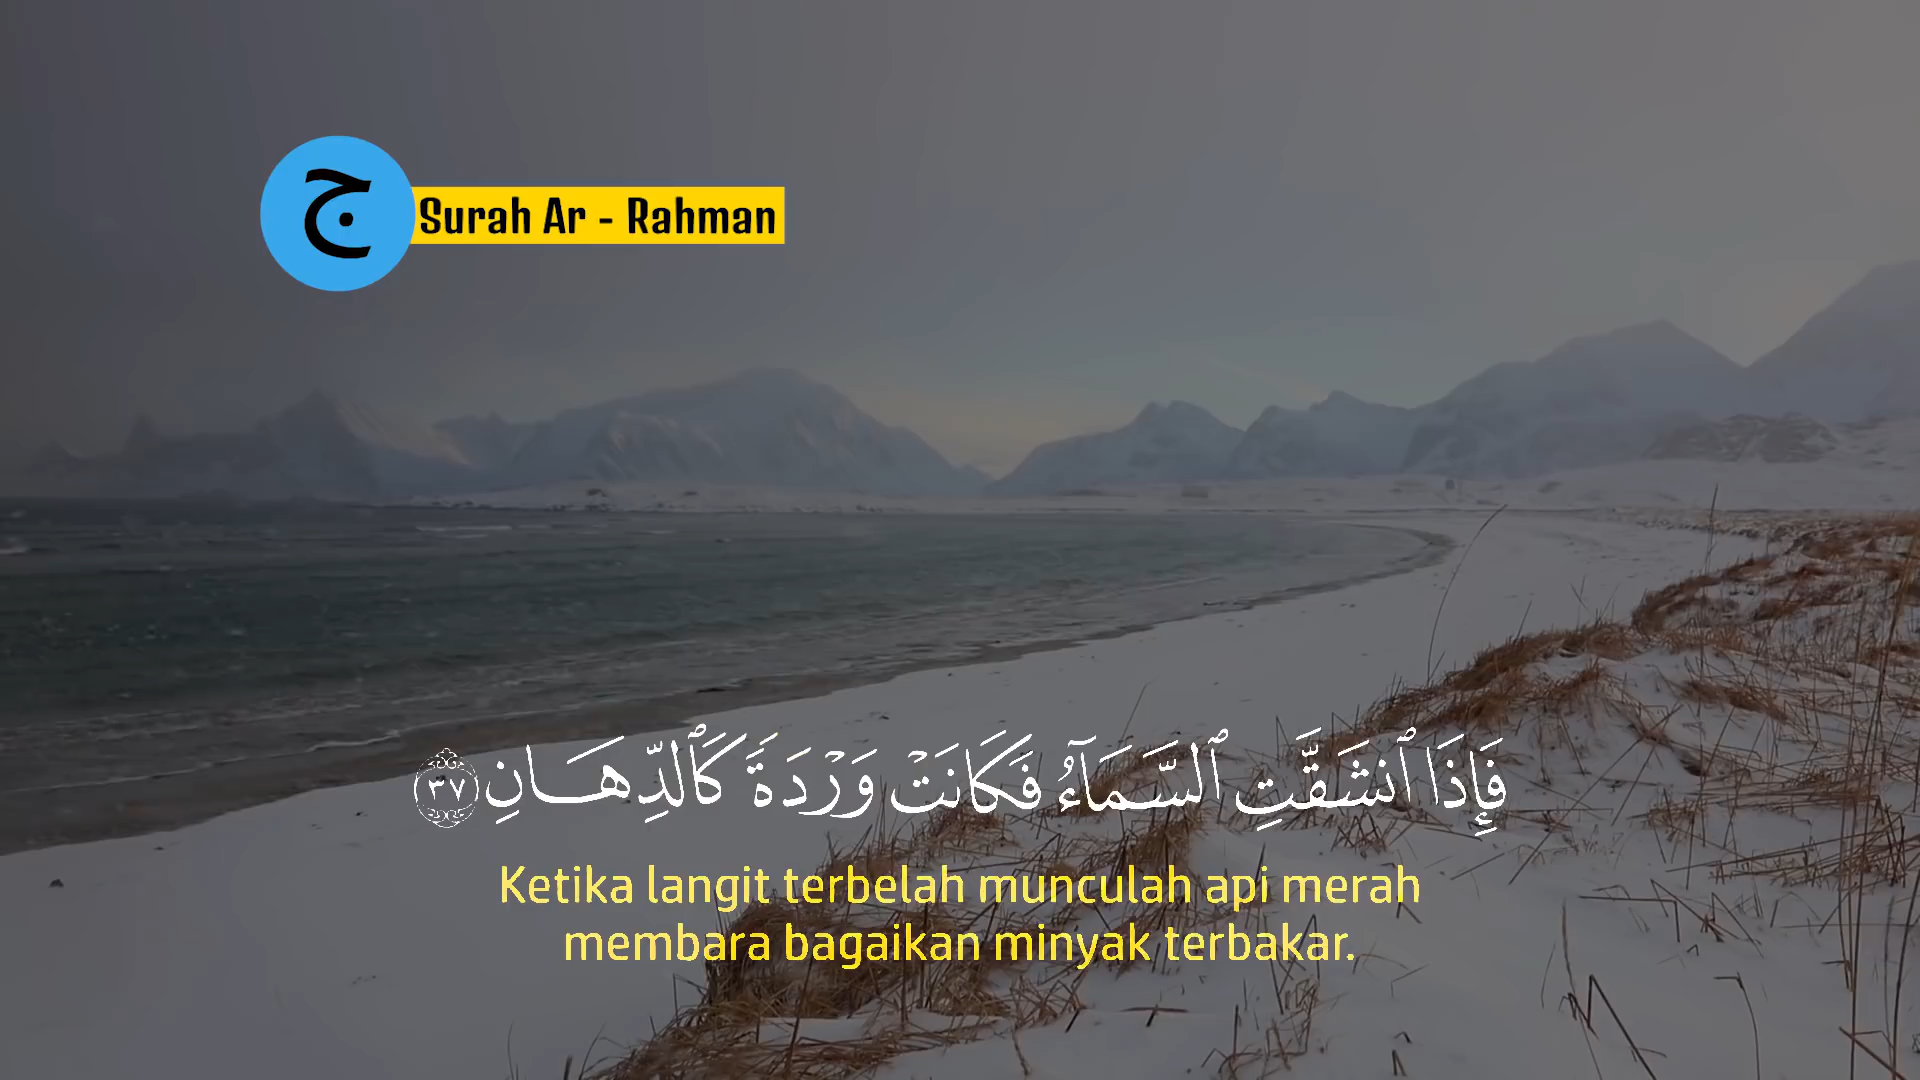 ج
Surah Ar - Rahman
فَإِذَا ٱنشَقَّتِ ٱلسَّمَآءُ فَكَانَتْ وَرْدَةً كَٱلدِّهَانِ ٣٧
Ketika langit terbelah munculah api merah
membara bagaikan minyak terbakar.